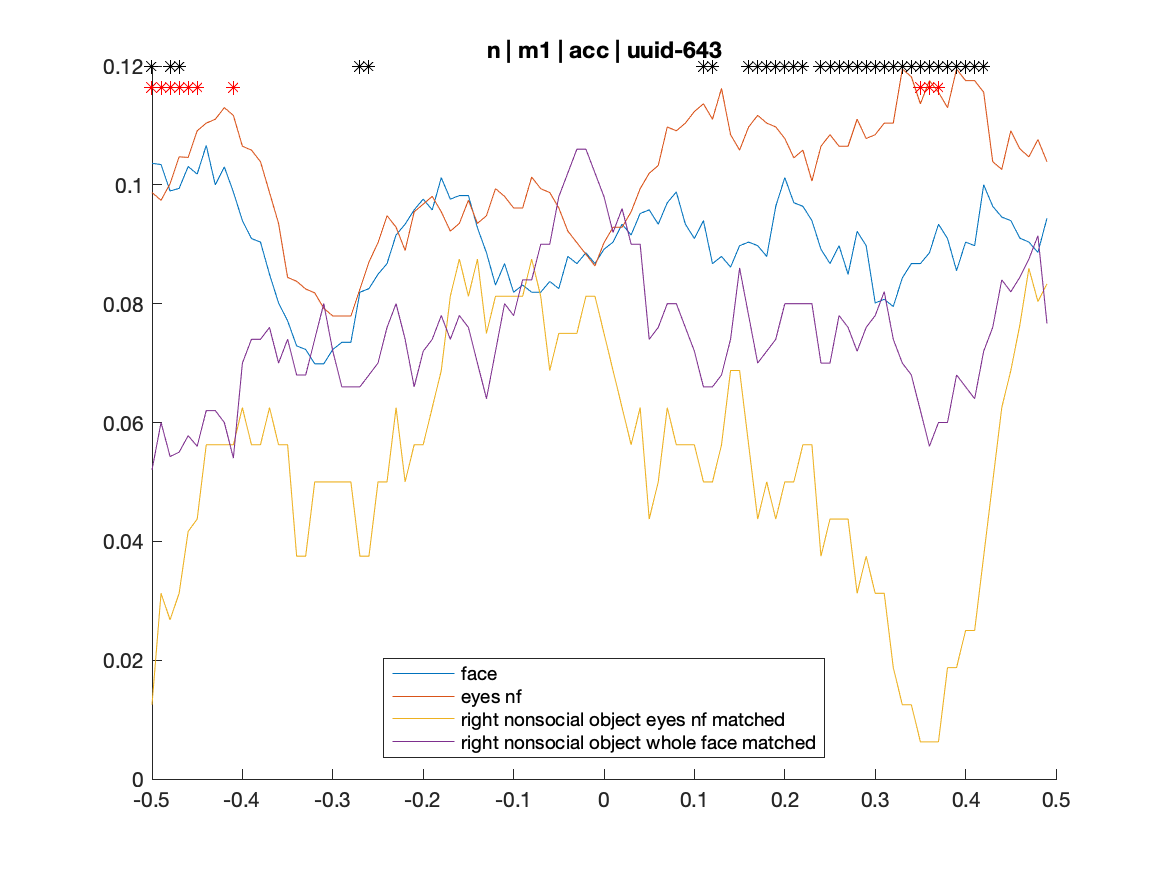 n | m1 | acc | uuid-643
0.12
0.1
0.08
0.06
0.04
0.02
0
face
eyes nf
right nonsocial object eyes nf matched
right nonsocial object whole face matched
-0.5 -0.4 -0.3 -0.2 -0.1 0 0.1 0.2 0.3 0.4 0.5